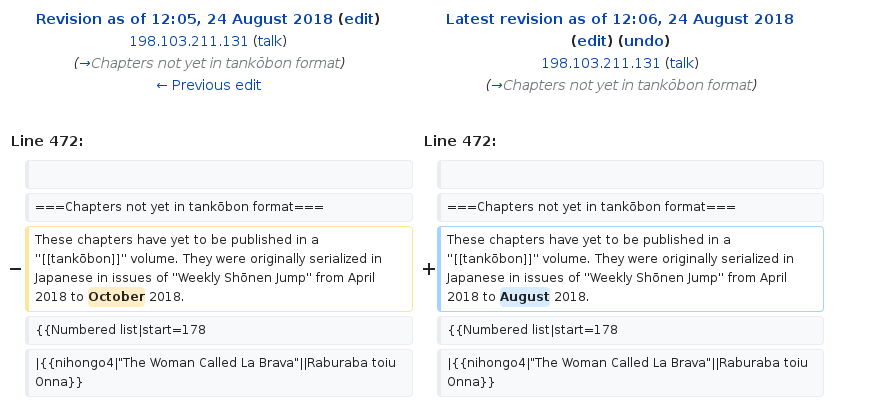 Revision as of 12:05, 24 August 2018 (edit)
198.103.211.131 (talk)
(→Chapters not yet in tankōbon format)
← Previous edit
Latest revision as of 12:06, 24 August 2018
(edit) (undo)
198.103.211.131 (talk)
(→Chapters not yet in tankōbon format)
Line 472:
===Chapters not yet in tankōbon format===
− These chapters have yet to be published in a
''[[tankōbon]]'' volume. They were originally serialized in
Japanese in issues of ''Weekly Shōnen Jump'' from April
2018 to October 2018.
{{Numbered list|start=178
|{{nihongo4|"The Woman Called La Brava"||Raburaba toiu
Onna}}
Line 472:
===Chapters not yet in tankōbon format===
+ These chapters have yet to be published in a
''[[tankōbon]]'' volume. They were originally serialized in
Japanese in issues of ''Weekly Shōnen Jump'' from April
2018 to August 2018.
{{Numbered list|start=178
|{{nihongo4|"The Woman Called La Brava"||Raburaba toiu
Onna}}